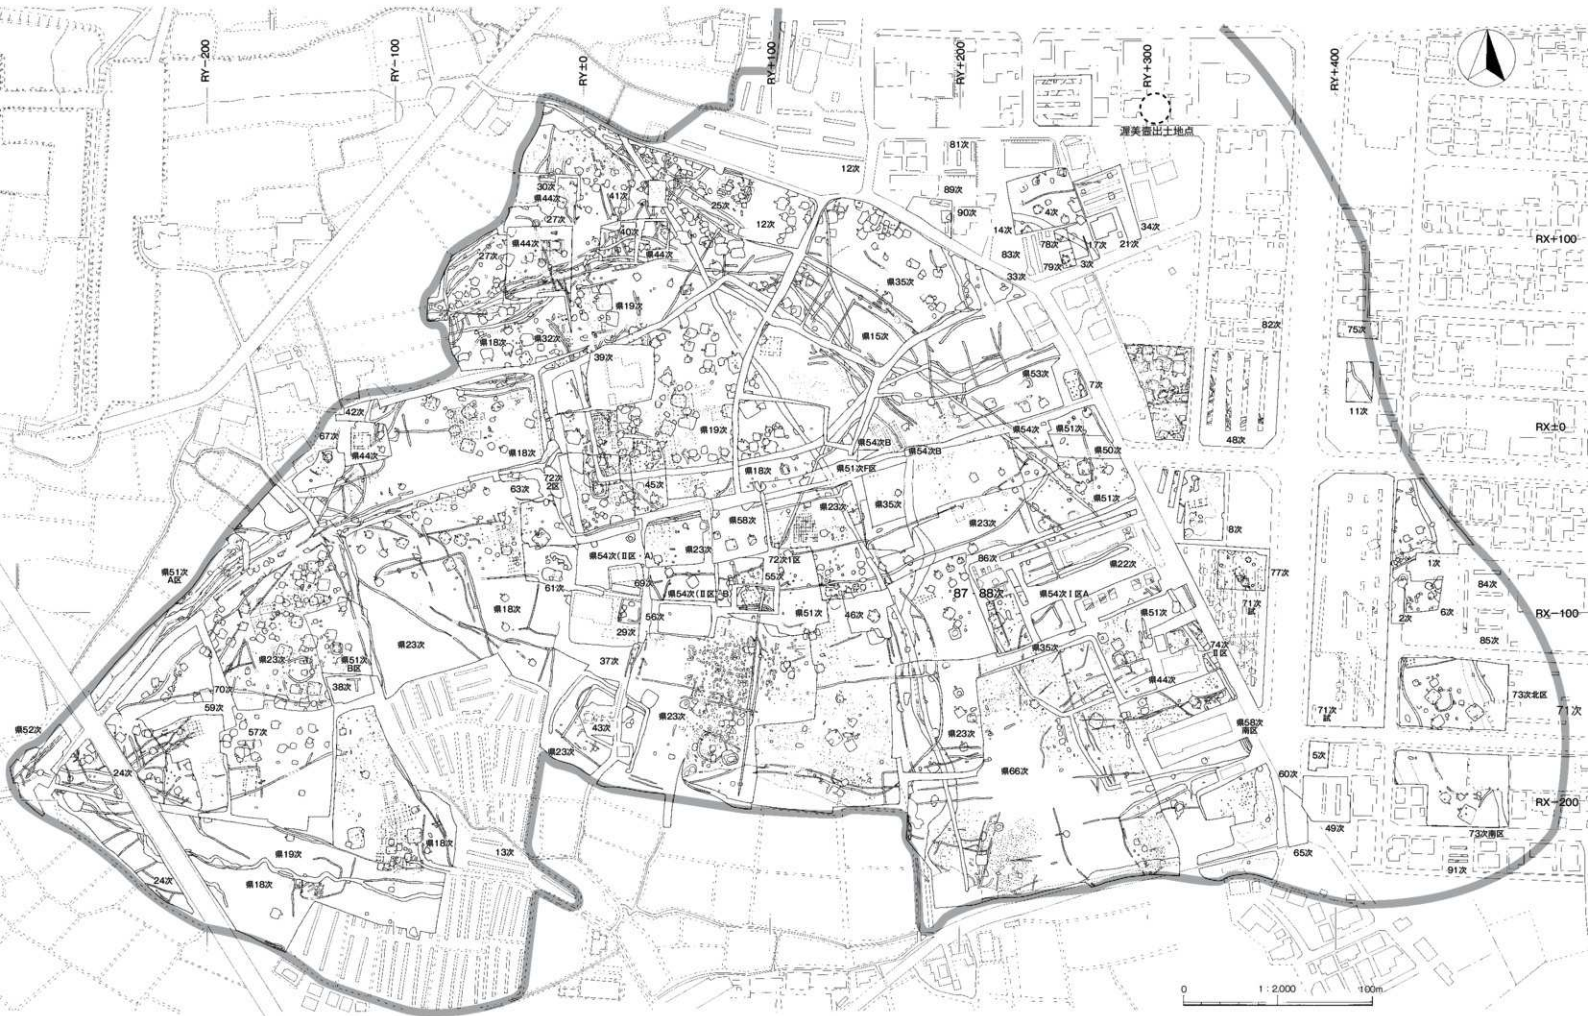 RY-200
RY-100
RY±0
RY+100
RY+200
RY+300
RY+400
渥美壷出土地点
12次
81次
89次
90次
14次
4次
34次
17次
21次
78次
83次
79次
3次
33次
RX+100
30次
県44次
41次
25次
27次
12次
40次
県44次
県44次
27次
県35次
県19次
県15次
82次
75次
県18次
県32次
39次
県53次
7次
11次
42次
67次
県44次
県18次
県19次
県54次B
県54次B
県54次
県51次
県50次
48次
RX±0
県18次
県51次F区
63次
72次
2区
45次
県58次
県23次
県35次
県23次
県51次
8次
県54次(Ⅱ区 A)
県23次
72次1区
86次
県22次
1次
77次
84次
県51次
A区
61次
69次
県54次(Ⅱ区) B
55次
87・88次
県54次Ⅰ区A
71次
試
県18次
56次
29次
県51次
46次
県51次
2次
6次
RX-100
85次
県23次
県23次
県51次
B区
37次
県35次
74次
Ⅱ区
38次
70次
59次
県44次
73次北区
71次
県52次
57次
43次
県23次
県23次
県23次
県58次
南区
71次
試
24次
県66次
5次
60次
RX-200
49次
73次南区
県19次
県18次
13次
65次
91次
24次
県18次
0
1:2,000
100m